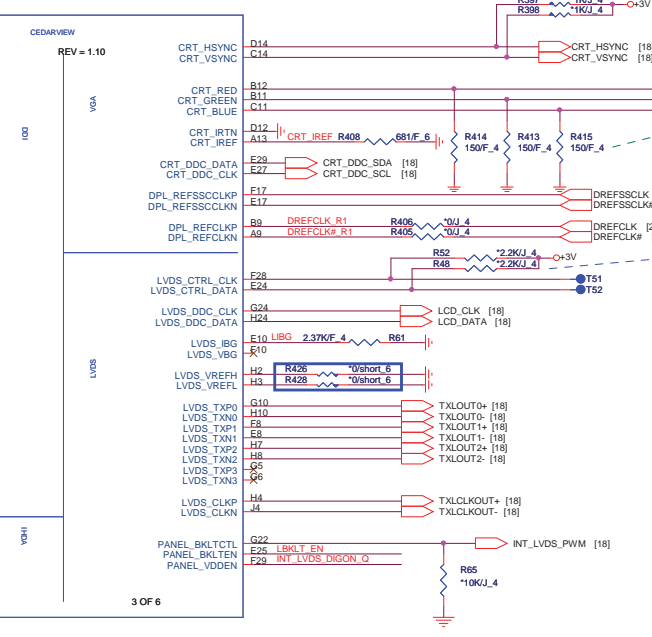 R397 *1K/J_4 +3V
R398 *1K/J_4
CEDARVIEW
REV = 1.10
VGA
DDI
CRT_HSYNC D14 CRT_HSYNC [18]
CRT_VSYNC C14 CRT_VSYNC [18]
CRT_RED B12
CRT_GREEN B11
CRT_BLUE C11
CRT_IRTN D12
CRT_IREF A13 CRT_IREF R408 681/F_6
R414 150/F_4
R413 150/F_4
R415 150/F_4
CRT_DDC_DATA E29 CRT_DDC_SDA [18]
CRT_DDC_CLK E27 CRT_DDC_SCL [18]
DPL_REFSSCCLKP F17 DREFSSCLK
DPL_REFSSCCLKN E17 DREFSSCLK#
DPL_REFCLKP B9 DREFCLK_R1 R406 *0/J_4 DREFCLK [2
DPL_REFCLKN A9 DREFCLK#_R1 R405 *0/J_4 DREFCLK#
R52 *2.2K/J_4 +3V
R48 *2.2K/J_4
LVDS_CTRL_CLK F28 T51
LVDS_CTRL_DATA E24 T52
LVDS_DDC_CLK G24 LCD_CLK [18]
LVDS_DDC_DATA H24 LCD_DATA [18]
LVDS_IBG E10 LIBG 2.37K/F_4 R61
LVDS_VBG F10
LVDS
LVDS_VREFH H2 R426 *0/short_6
LVDS_VREFL H3 R428 *0/short_6
LVDS_TXP0 G10 TXLOUT0+ [18]
LVDS_TXN0 H10 TXLOUT0- [18]
LVDS_TXP1 F8 TXLOUT1+ [18]
LVDS_TXN1 E8 TXLOUT1- [18]
LVDS_TXP2 H7 TXLOUT2+ [18]
LVDS_TXN2 H8 TXLOUT2- [18]
LVDS_TXP3 G5
LVDS_TXN3 G6
LVDS_CLKP H4 TXLCLKOUT+ [18]
LVDS_CLKN J4 TXLCLKOUT- [18]
IHDA
PANEL_BKLTCTL G22 INT_LVDS_PWM [18]
PANEL_BKLTEN E25 LBKLT_EN
PANEL_VDDEN F29 INT_LVDS_DIGON_Q
R65
*10K/J_4
3 OF 6